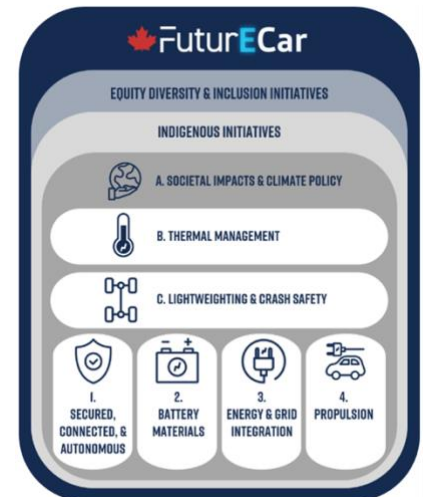 FuturECar
EQUITY DIVERSITY & INCLUSION INITIATIVES
INDIGENOUS INITIATIVES
A. SOCIETAL IMPACTS & CLIMATE POLICY
B. THERMAL MANAGEMENT
C. LIGHTWEIGHTING & CRASH SAFETY
1.
SECURED,
CONNECTED, &
AUTONOMOUS
2.
BATTERY
MATERIALS
3.
ENERGY & GRID
INTEGRATION
4.
PROPULSION